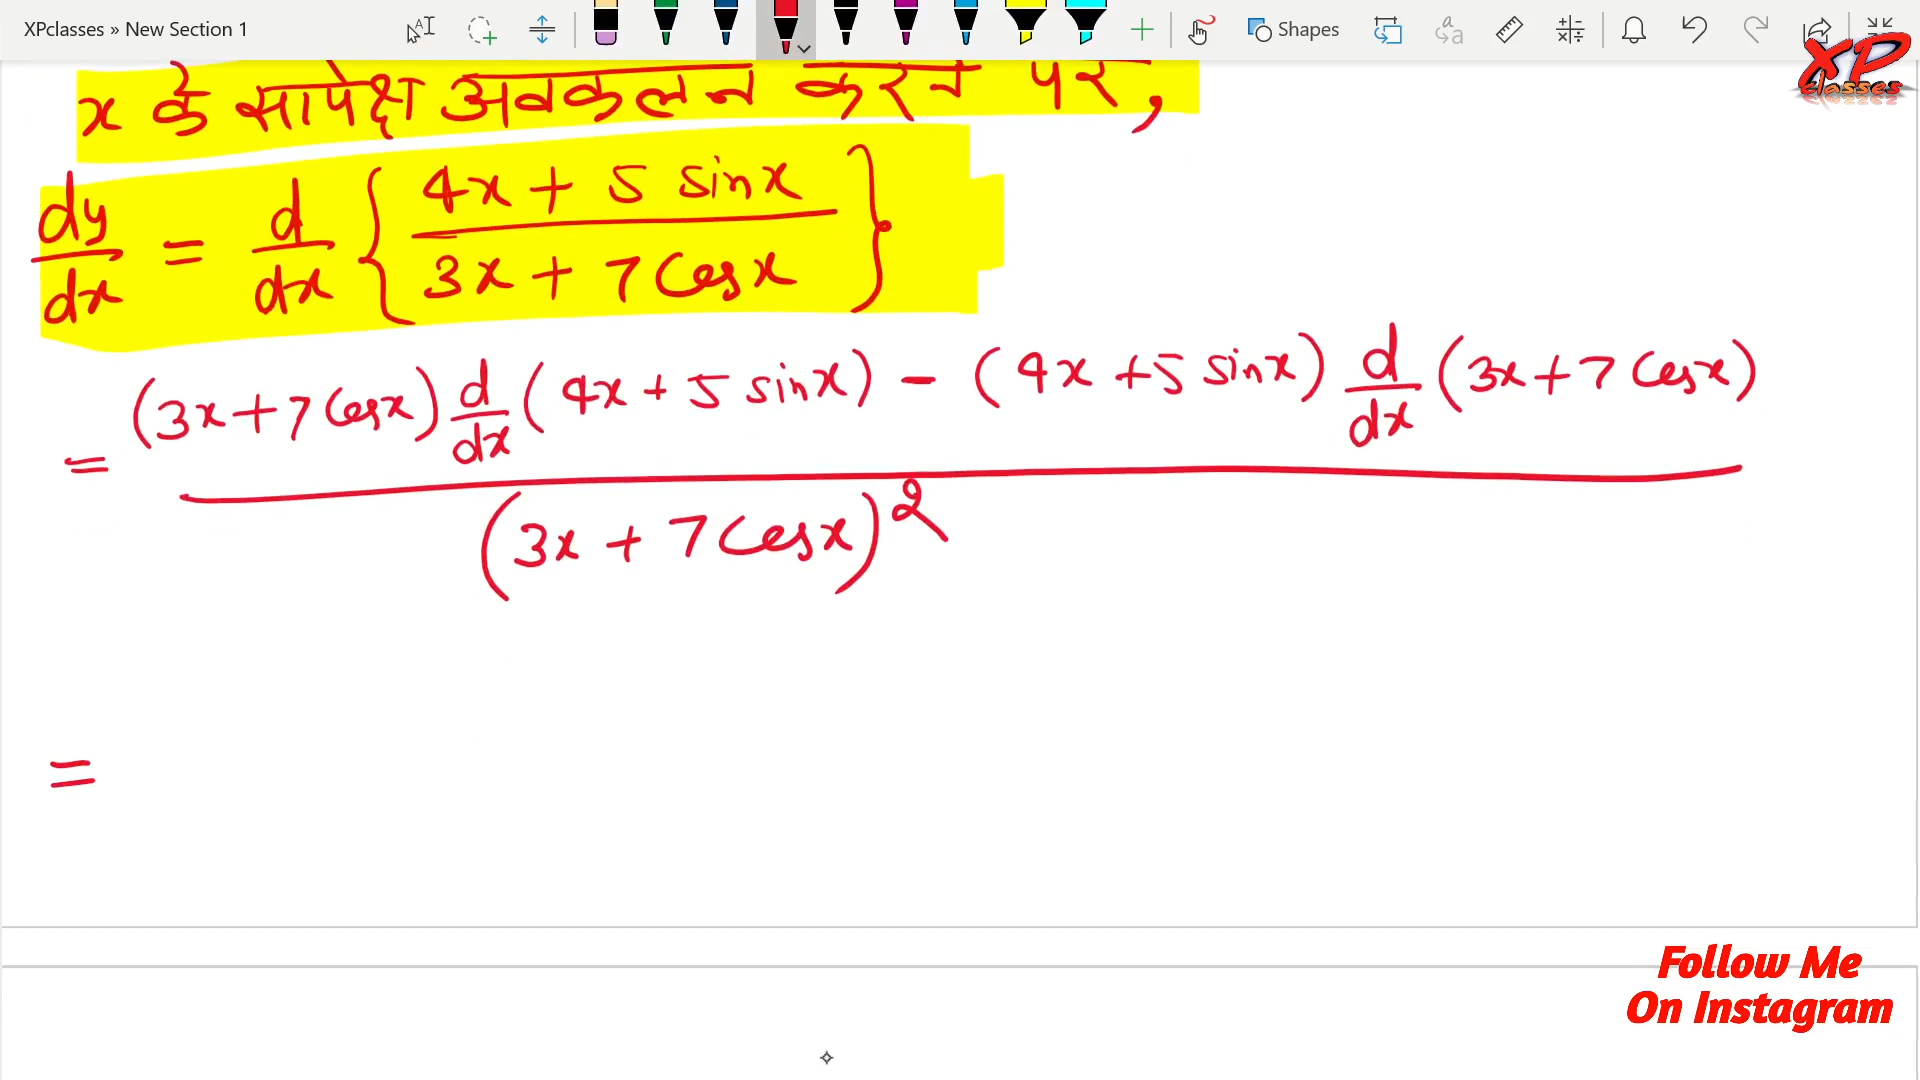 XPclasses » New Section 1
Shapes
XP
classes
x के सापेक्ष अवकलन करने पर,
dy/dx = d/dx { (4x + 5 sinx) / (3x + 7 Cosx) }
= ( (3x + 7 Cosx) d/dx (4x + 5 sinx) - (4x + 5 sinx) d/dx (3x + 7 Cosx) ) / (3x + 7 Cosx)²
=
Follow Me
On Instagram